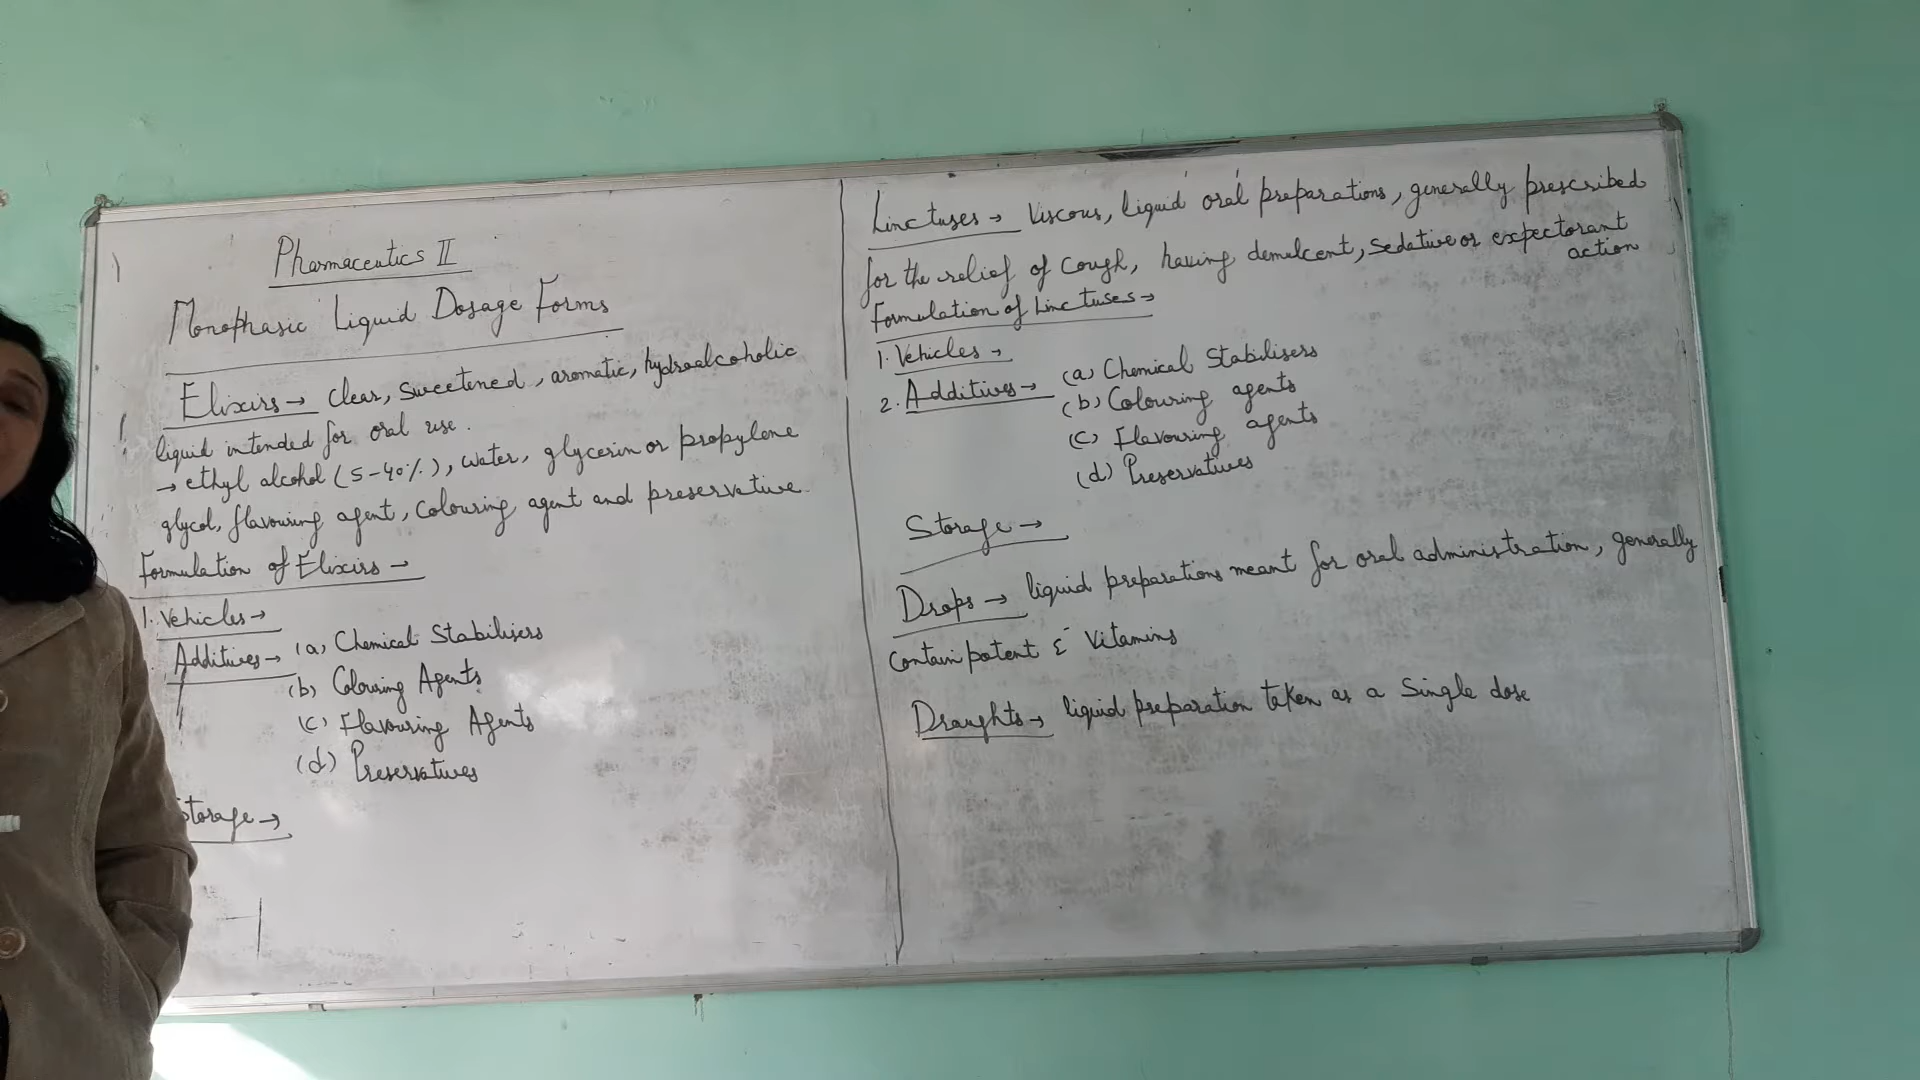 Pharmaceutics II
Monophasic Liquid Dosage Forms
Elixirs → Clear, sweetened, aromatic, hydroalcoholic
liquid intended for oral use.
→ ethyl alcohol (5-40%), water, glycerin or propylene
glycol, flavouring agent, Colouring agent and preservative.
Formulation of Elixirs →
1. Vehicles →
Additives → (a) Chemical Stabilisers
(b) Colouring Agents
(c) Flavouring Agents
(d) Preservatives
Storage →
Linctuses → Viscous, liquid oral preparations, generally prescribed
for the relief of Cough, having demulcent, Sedative or expectorant
action
Formulation of Linctuses →
1. Vehicles →
2. Additives → (a) Chemical Stabilisers
(b) Colouring agents
(c) Flavouring agents
(d) Preservatives
Storage →
Drops → liquid preparations meant for oral administration, generally
Contain potent & Vitamins
Draughts → liquid preparation taken as a Single dose